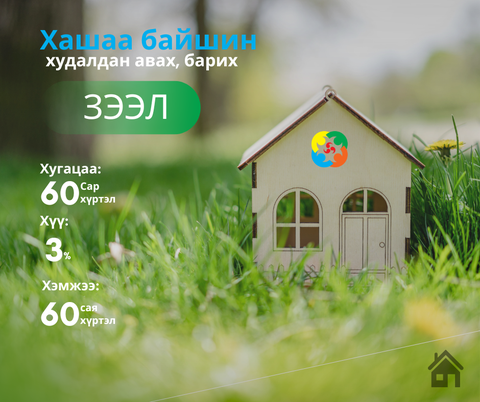 Хашаа байшин
худалдан авах, барих
ЗЭЭЛ
Хугацаа:
60 Сар хүртэл
Хүү:
3%
Хэмжээ:
60 сая хүртэл